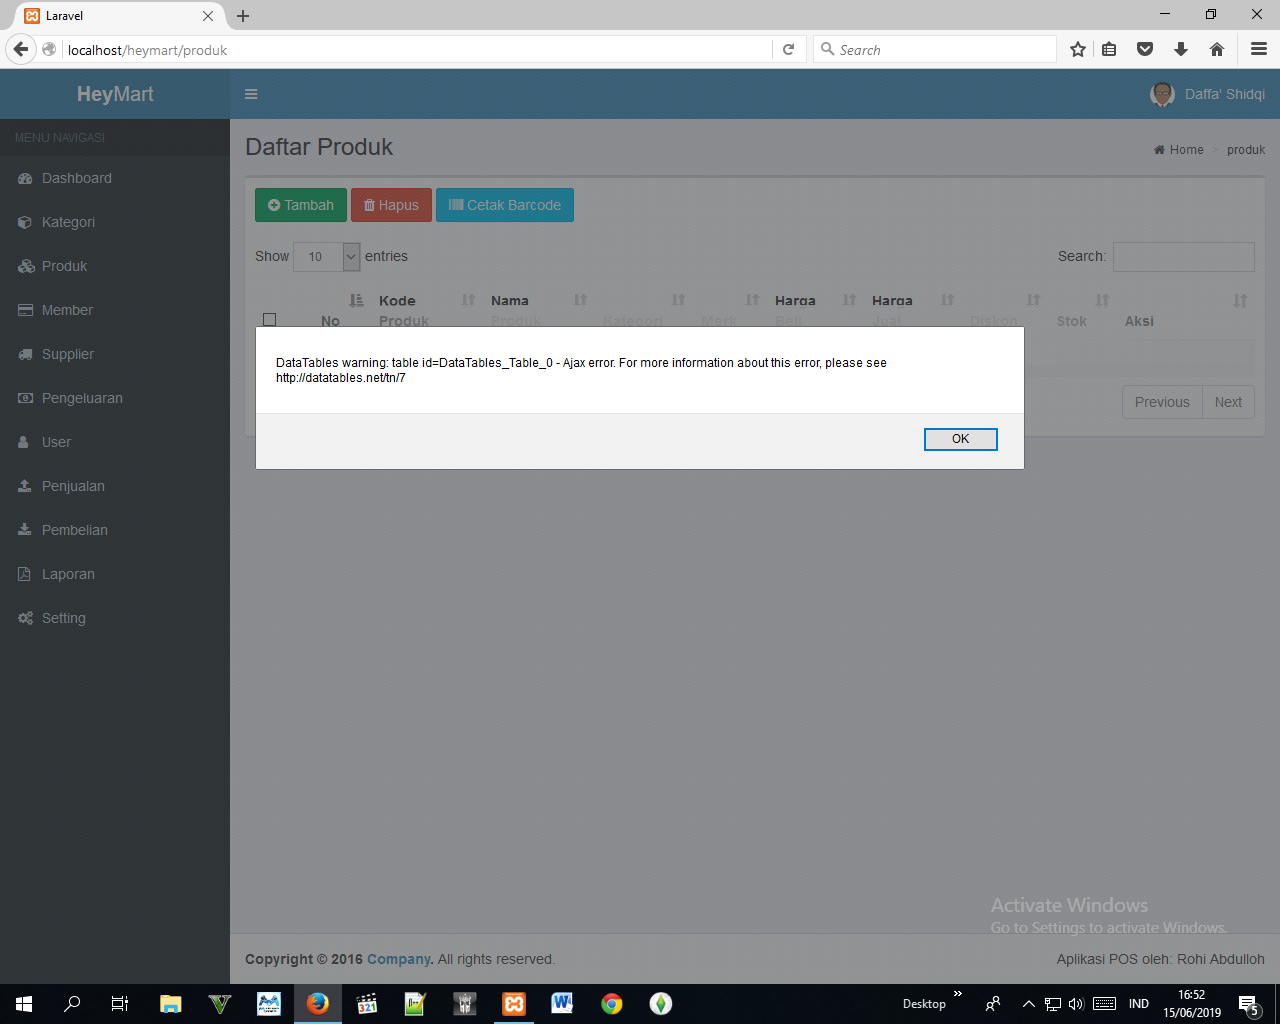 Laravel
localhost/heymart/produk
Search
HeyMart
Daffa' Shidqi
MENU NAVIGASI
Dashboard
Kategori
Produk
Member
Supplier
Pengeluaran
User
Penjualan
Pembelian
Laporan
Setting
Daftar Produk
Home > produk
Tambah
Hapus
Cetak Barcode
Show 10 entries
Search:
No
Kode Produk
Nama Produk
Kategori
Merk
Harga Beli
Harga Jual
Diskon
Stok
Aksi
DataTables warning: table id=DataTables_Table_0 - Ajax error. For more information about this error, please see
http://datatables.net/tn/7
OK
Previous
Next
Activate Windows
Go to Settings to activate Windows.
Copyright © 2016 Company. All rights reserved.
Aplikasi POS oleh: Rohi Abdulloh
321
Desktop
IND
16:52
15/06/2019
5